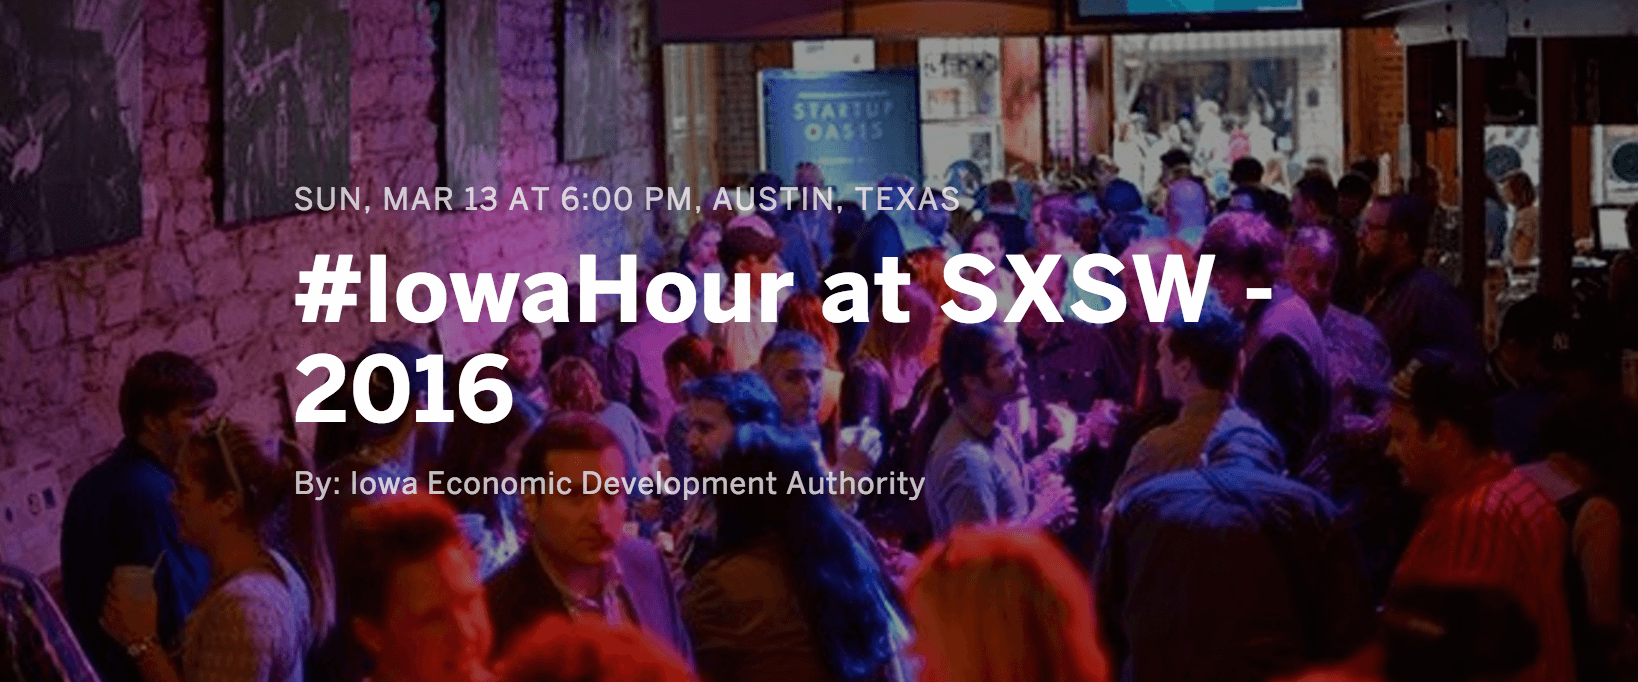 STARTUP
OASIS
SUN, MAR 13 AT 6:00 PM, AUSTIN, TEXAS
#IowaHour at SXSW -
2016
By: Iowa Economic Development Authority